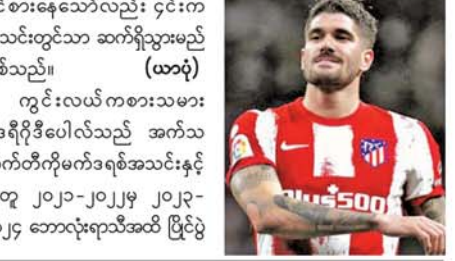 င်စားနေသော်လည်း ၎င်းက
သင်းတွင်သာ ဆက်ရှိသွားမည်
စ်သည်။ (ယာပုံ)
ကွင်းလယ်ကစားသမား
ဒရီဂိုဒီပေါလ်သည် အက်သ
က်တီကိုမက်ဒရစ်အသင်းနှင့်
တူ ၂၀၂၁-၂၀၂၂မှ ၂၀၂၃-
၂၄ ဘောလုံးရာသီအထိ ပြိုင်ပွဲ
plus500